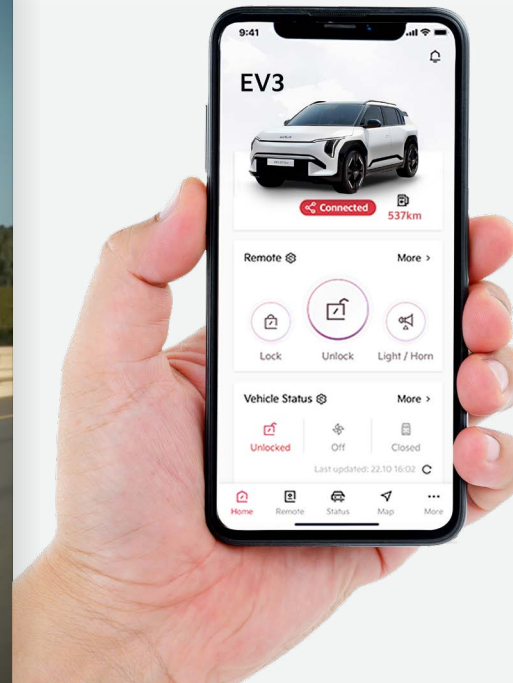 9:41
EV3
Connected
537km
Remote More >
Lock Unlock Light / Horn
Vehicle Status More >
Unlocked Off Closed
Last updated: 22.10 16:02
Home Remote Status Map More